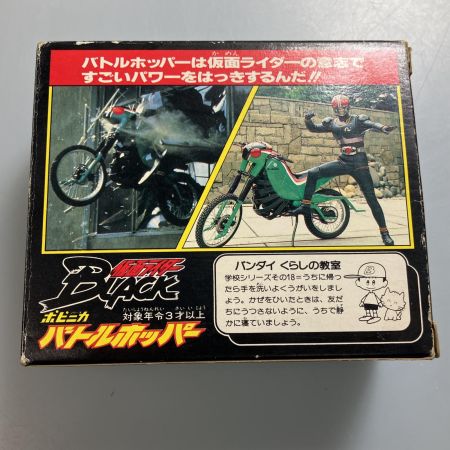 バトルホッパーは仮面ライダーの意志で
すごいパワーをはっきするんだ!!
仮面ライダー
BLACK
対象年令3才以上
ポピニカ
バトルホッパー
バンダイ くらしの教室
学校シリーズその18=うちに帰っ
たら手を洗いよくうがいをしま
しょう。かぜをひいたときは、友だ
ちにうつさないように、うちで静
かに寝ていましょう。